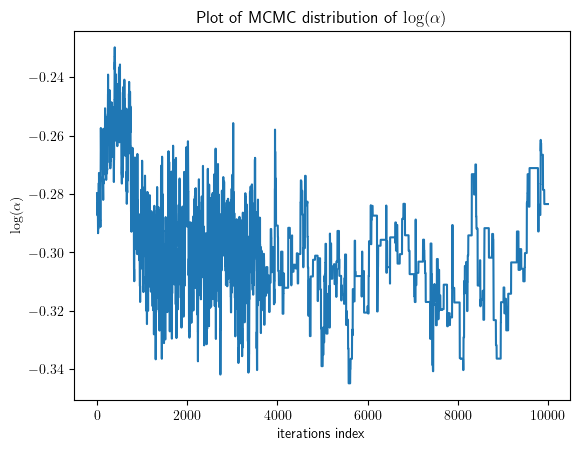 Plot of MCMC distribution of log(α)
log(α)
−0.24
−0.26
−0.28
−0.30
−0.32
−0.34
0 2000 4000 6000 8000 10000
iterations index